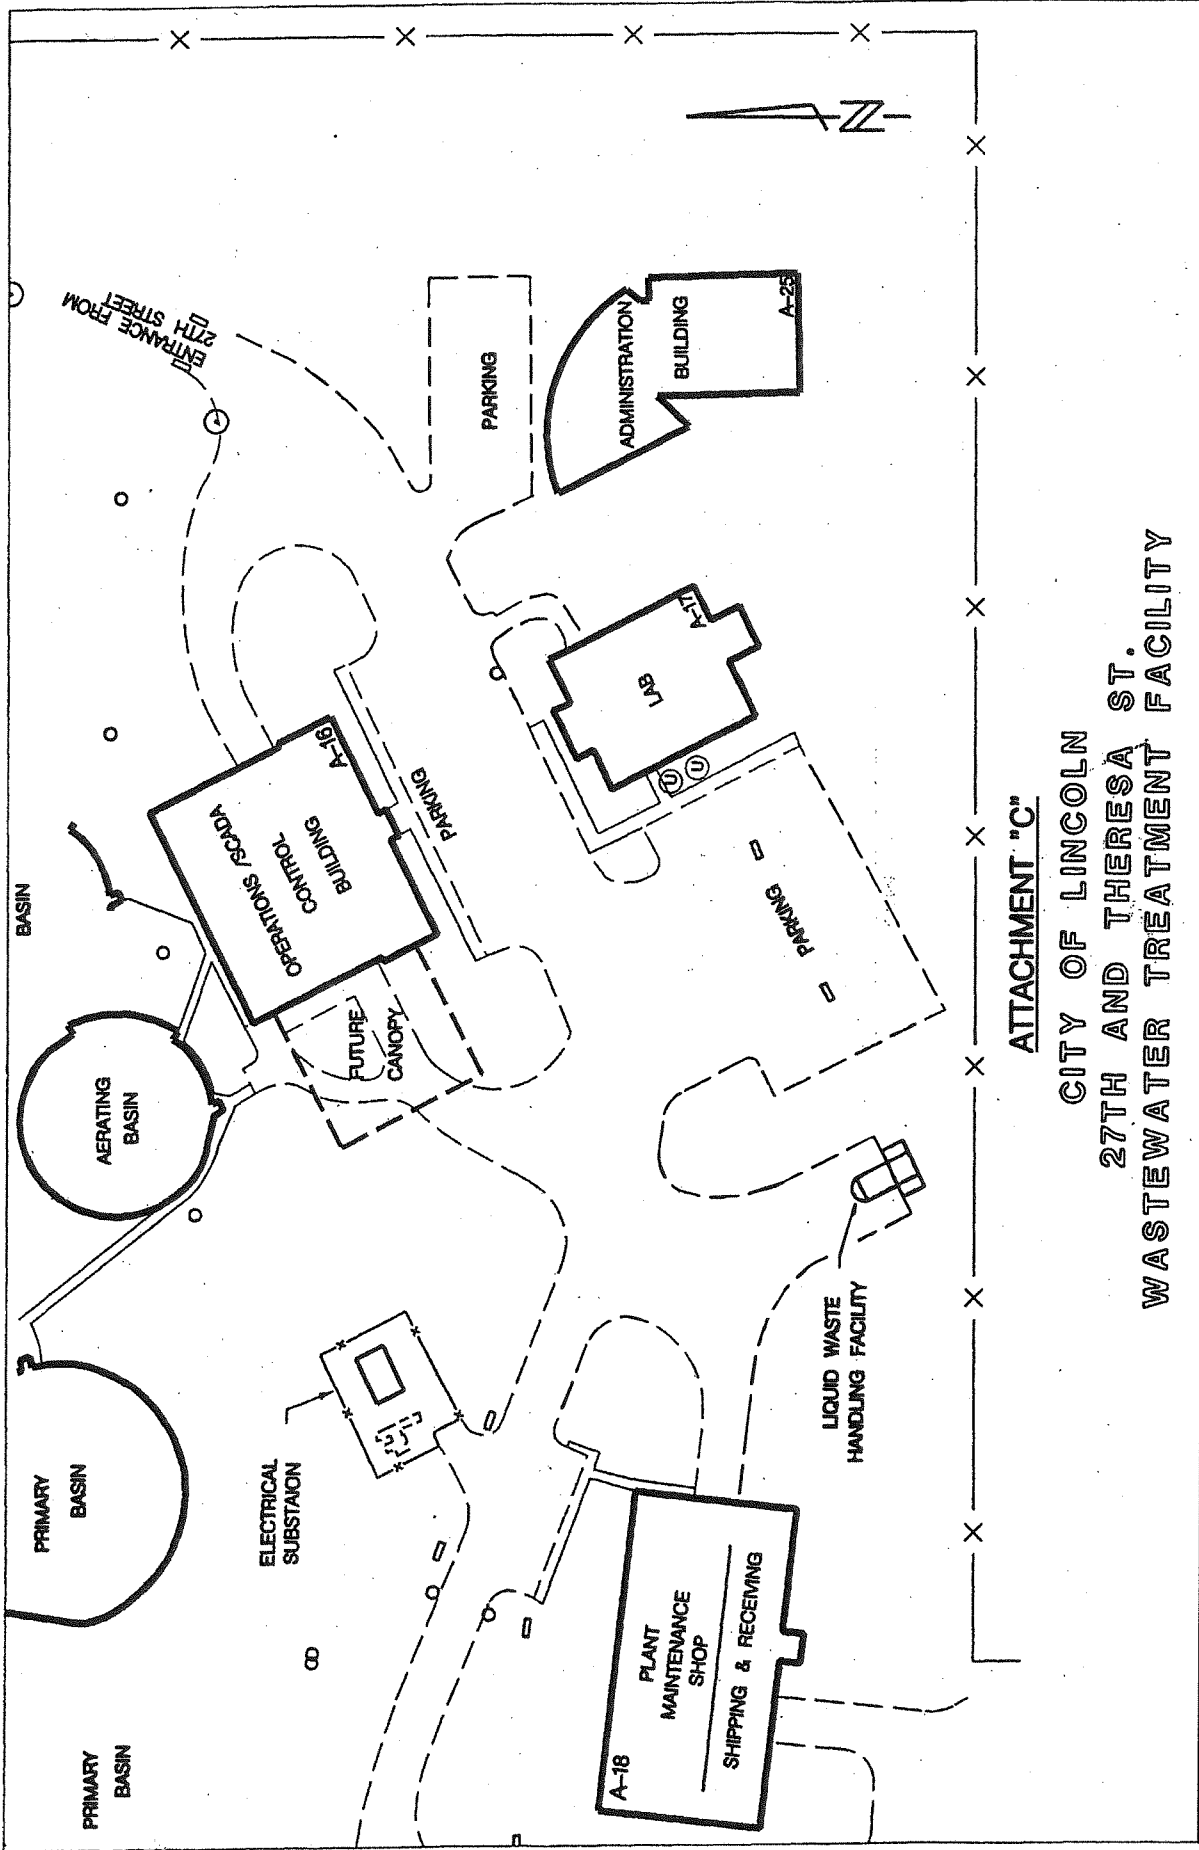 PRIMARY
BASIN
PRIMARY
BASIN
AERATING
BASIN
BASIN
ENTRANCE FROM
27TH STREET
ELECTRICAL
SUBSTAION
OPERATIONS /SCADA
CONTROL
BUILDING
A-16
FUTURE
CANOPY
PARKING
PARKING
A-18
PLANT
MAINTENANCE
SHOP
SHIPPING & RECEIVING
LAB
A-17
U
U
ADMINISTRATION
BUILDING
A-25
PARKING
LIQUID WASTE
HANDLING FACILITY
N
ATTACHMENT "C"
CITY OF LINCOLN
27TH AND THERESA ST.
WASTEWATER TREATMENT FACILITY